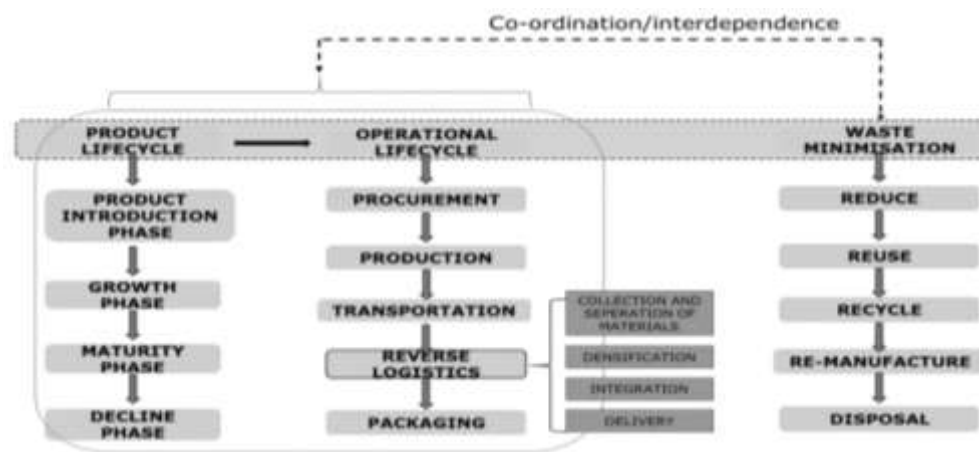 Co-ordination/interdependence
PRODUCT
LIFECYCLE
OPERATIONAL
LIFECYCLE
WASTE
MINIMISATION
PRODUCT
INTRODUCTION
PHASE
GROWTH
PHASE
MATURITY
PHASE
DECLINE
PHASE
PROCUREMENT
PRODUCTION
TRANSPORTATION
REVERSE
LOGISTICS
PACKAGING
COLLECTION AND
SEPERATION OF
MATERIALS
DENSIFICATION
INTEGRATION
DELIVERY
REDUCE
REUSE
RECYCLE
RE-MANUFACTURE
DISPOSAL